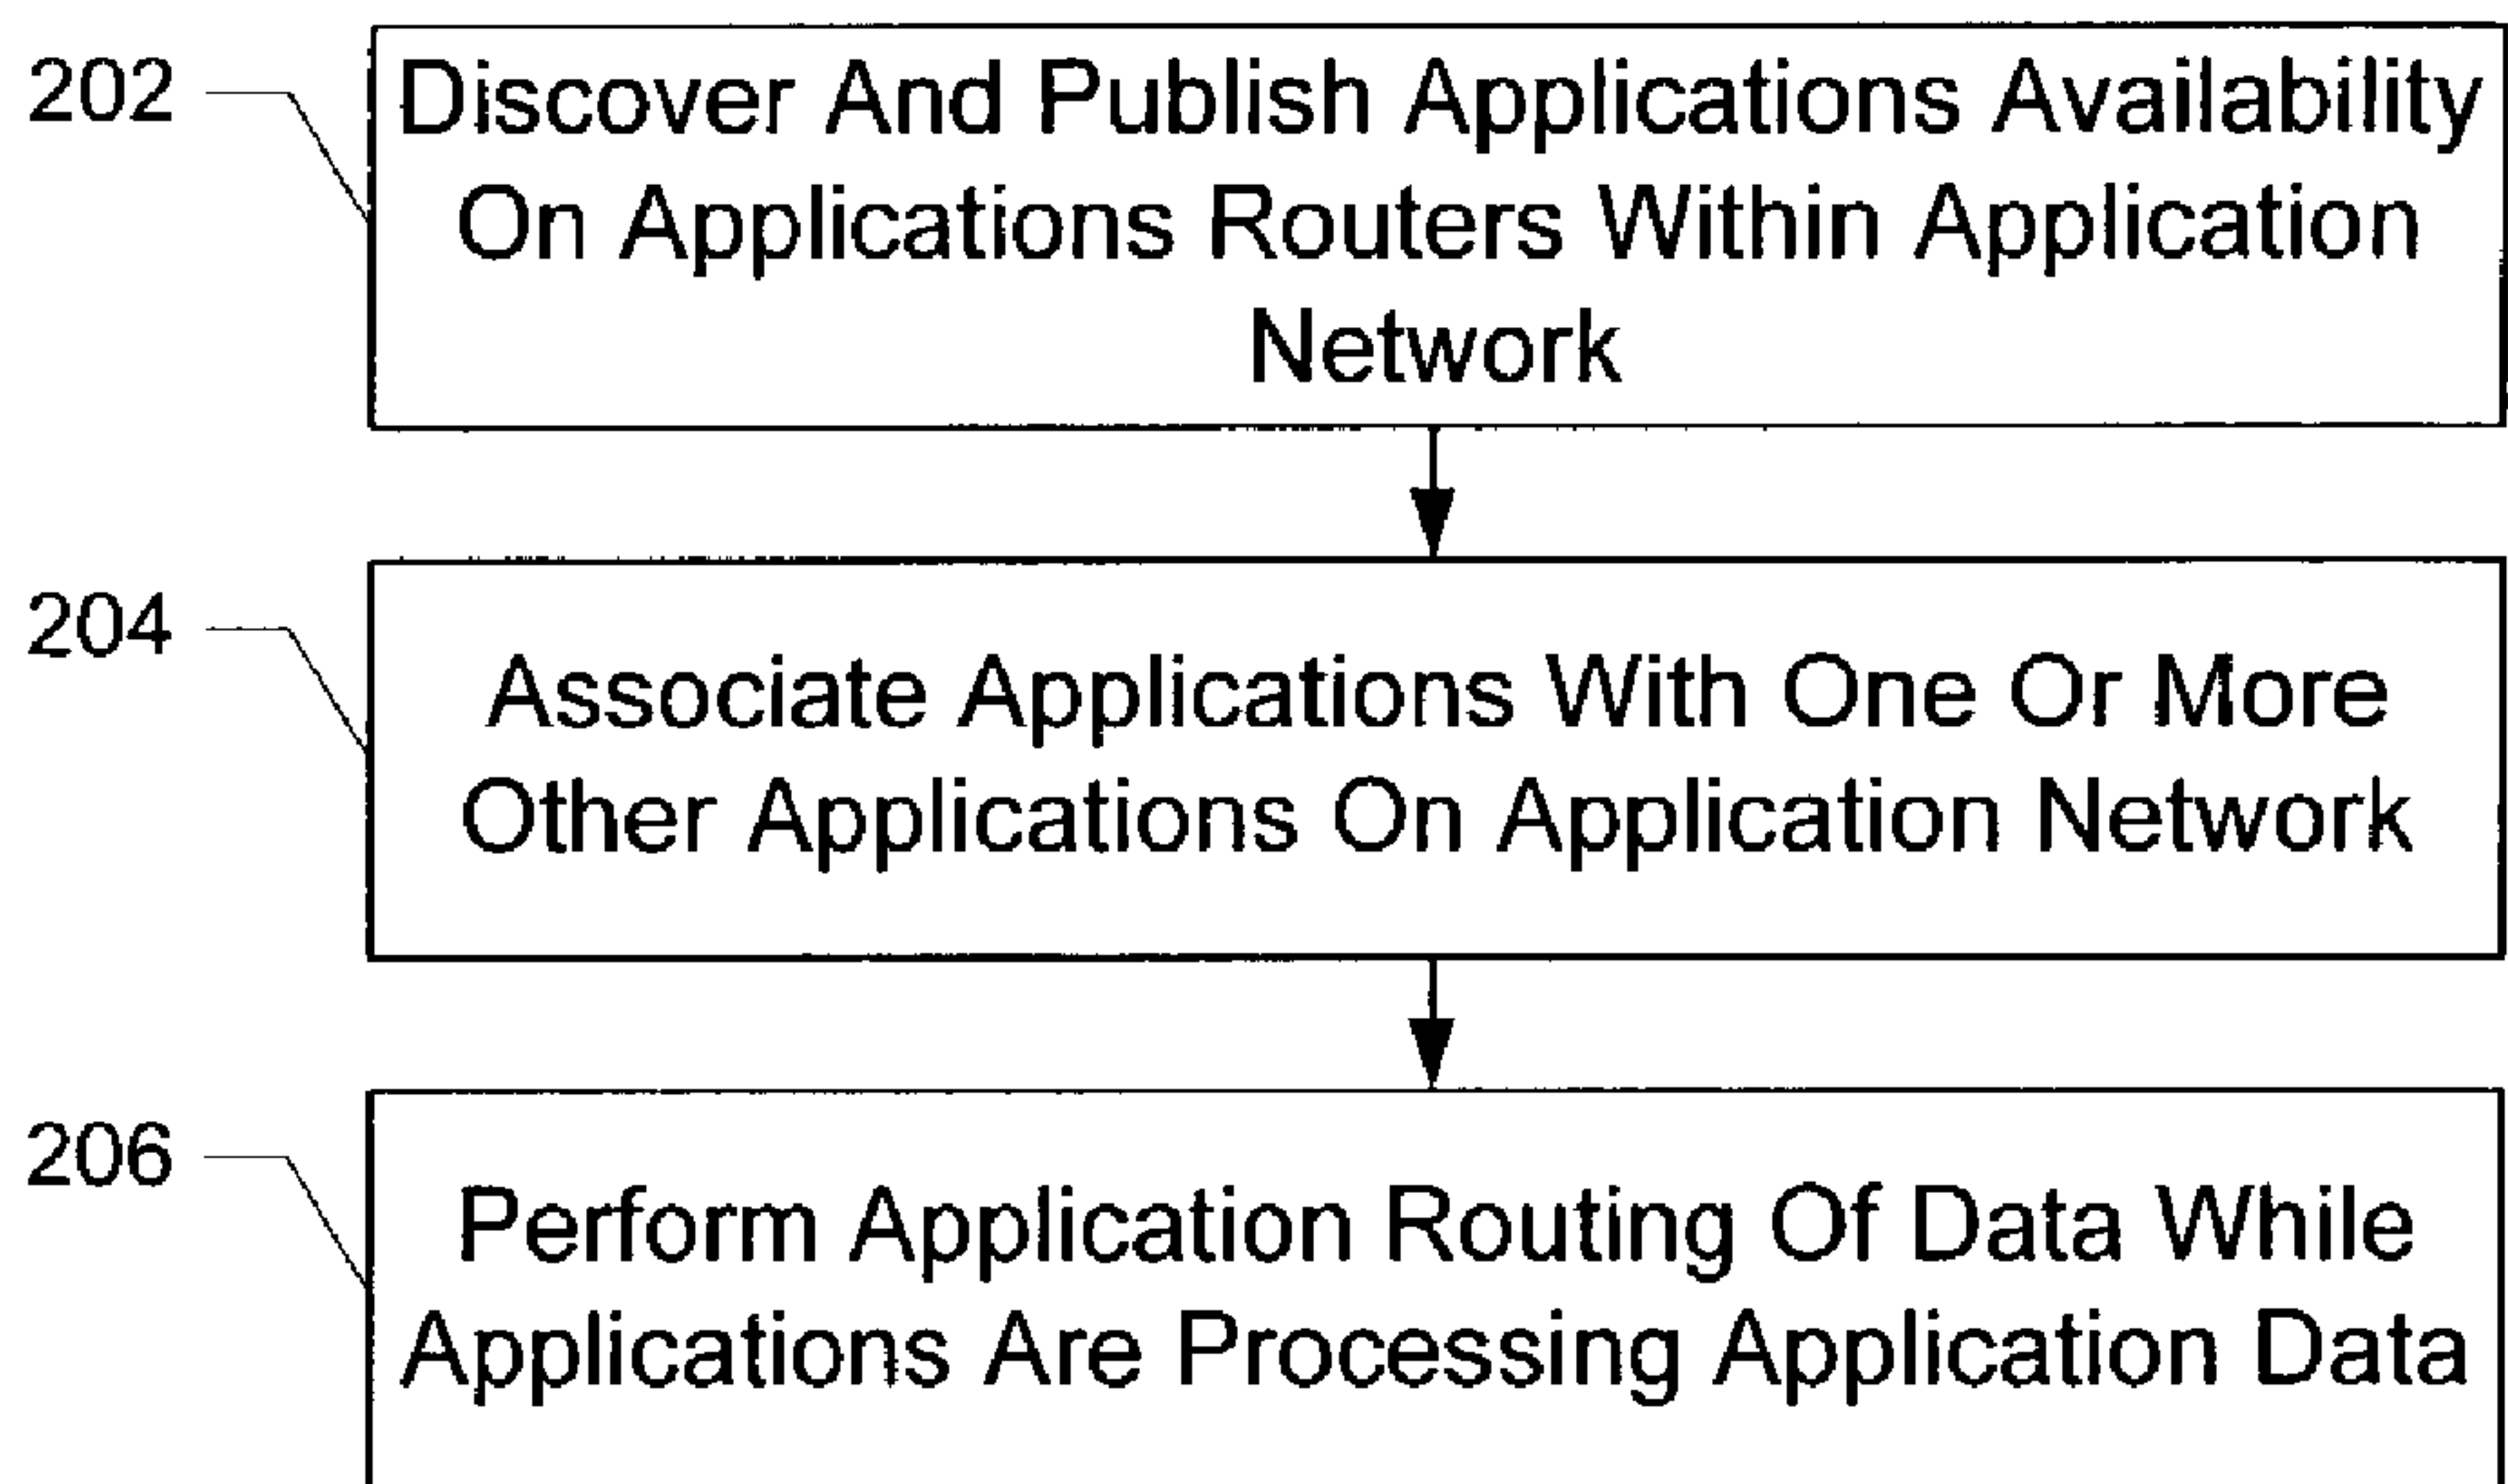 202
Discover And Publish Applications Availability
On Applications Routers Within Application
Network
204
Associate Applications With One Or More
Other Applications On Application Network
206
Perform Application Routing Of Data While
Applications Are Processing Application Data